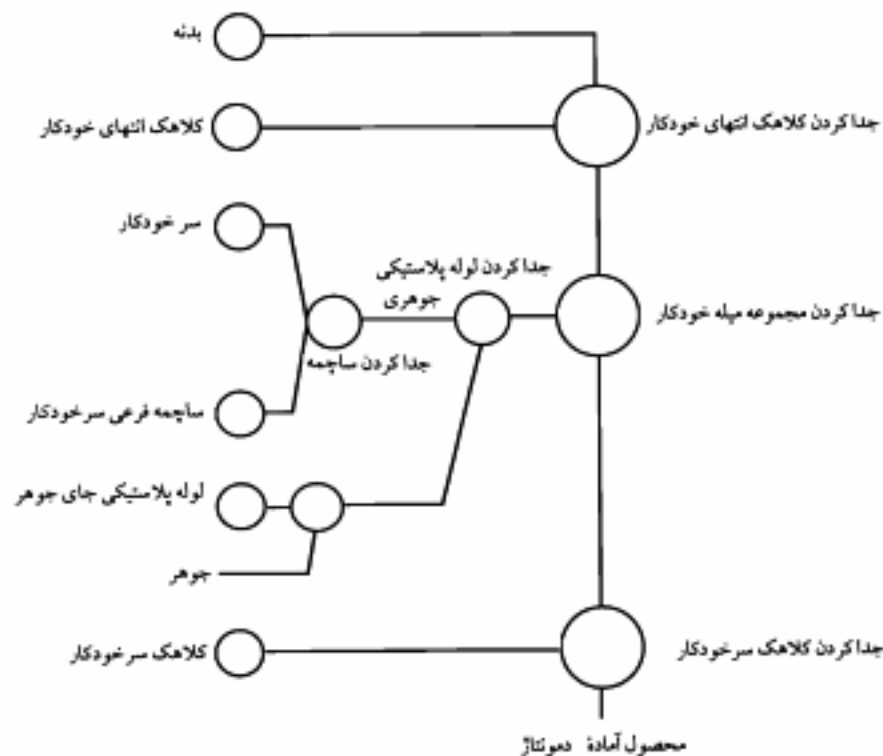 بدنه
کلاهک انتهای خودکار
جدا کردن کلاهک انتهای خودکار
سر خودکار
جدا کردن لوله پلاستیکی
جوهری
جدا کردن مجموعه میله خودکار
جدا کردن ساچمه
ساچمه فرعی سرخودکار
لوله پلاستیکی جای جوهر
جوهر
کلاهک سرخودکار
جدا کردن کلاهک سرخودکار
محصول آمادهٔ دمونتاژ